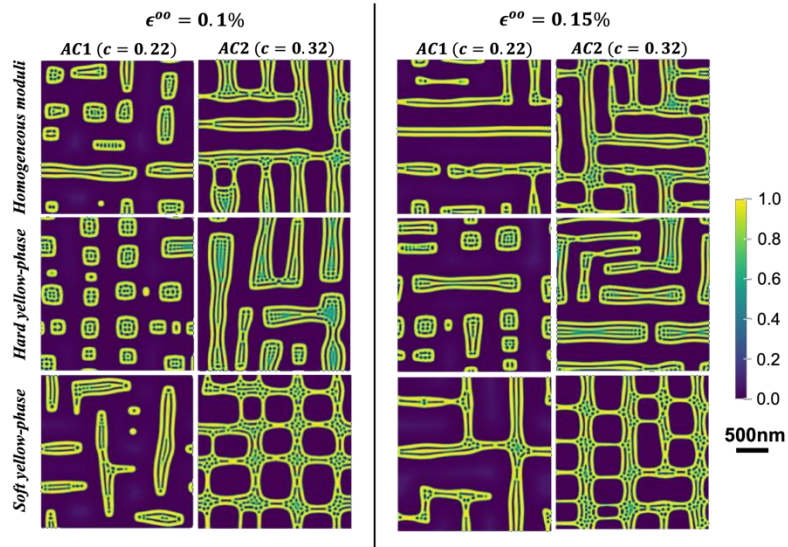 ϵ^oo = 0.1%
ϵ^oo = 0.15%
AC1 (c = 0.22)
AC2 (c = 0.32)
AC1 (c = 0.22)
AC2 (c = 0.32)
Homogeneous moduli
Hard yellow-phase
Soft yellow-phase
1.0
0.8
0.6
0.4
0.2
0.0
500nm